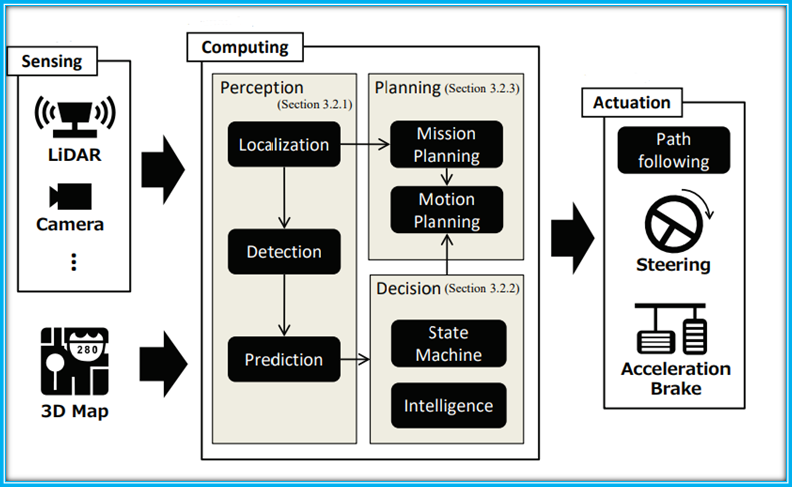 Sensing
LiDAR
Camera
280
3D Map
Computing
Perception
(Section 3.2.1)
Localization
Detection
Prediction
Planning (Section 3.2.3)
Mission
Planning
Motion
Planning
Decision (Section 3.2.2)
State
Machine
Intelligence
Actuation
Path
following
Steering
Acceleration
Brake